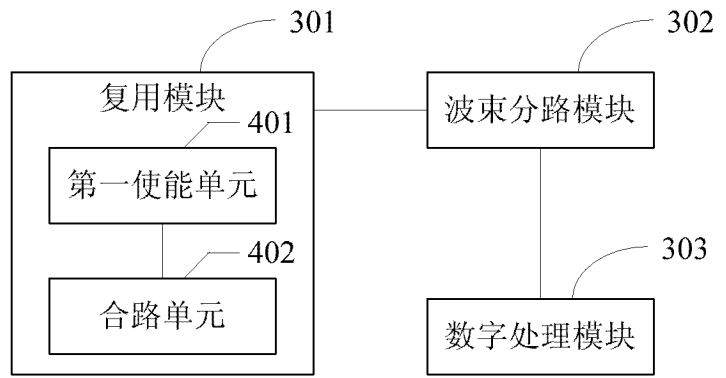 301
复用模块
401
第一使能单元
402
合路单元
302
波束分路模块
303
数字处理模块